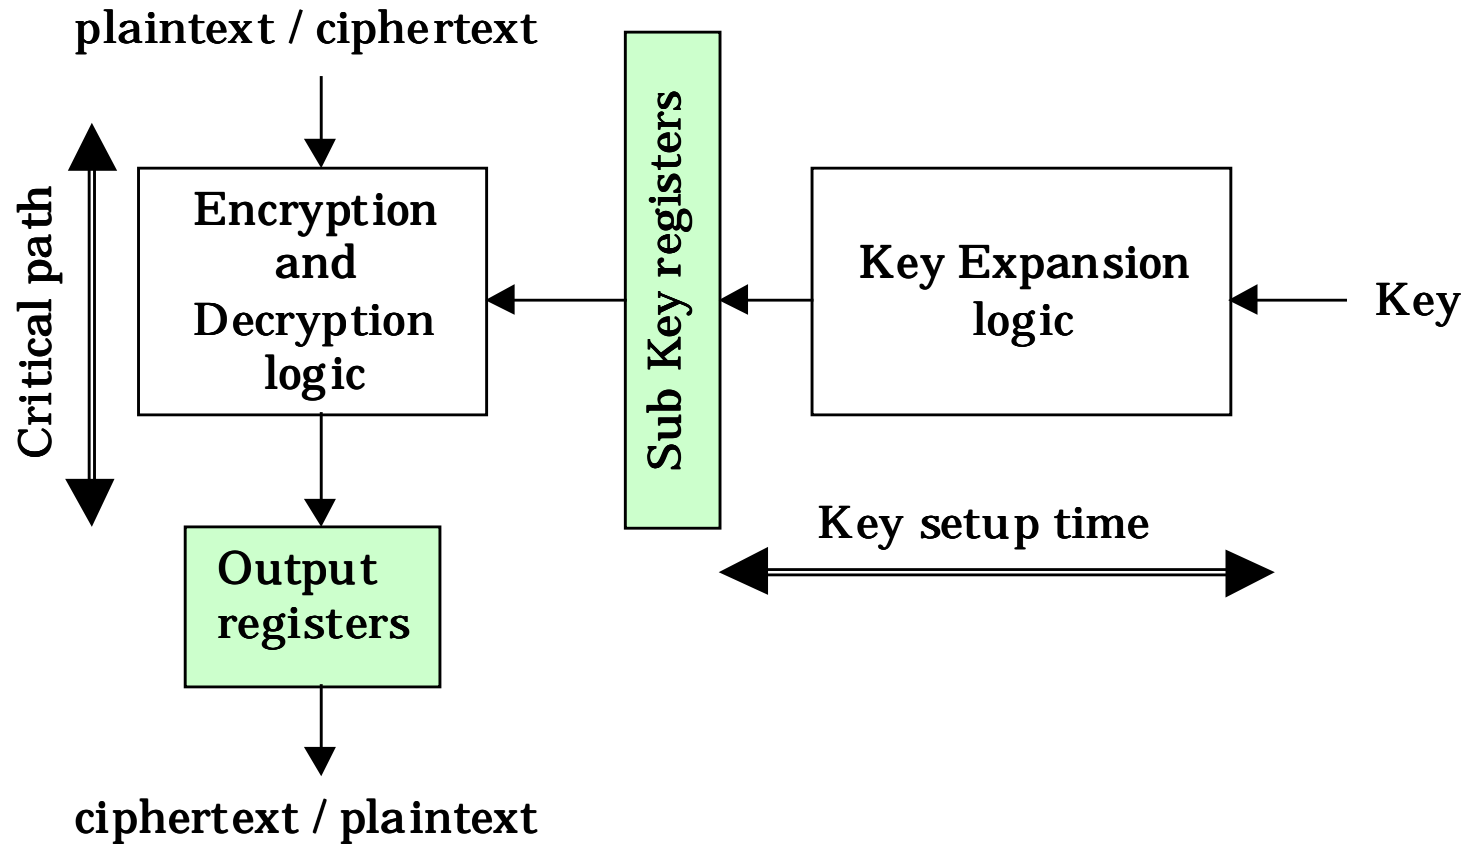 plaintext / ciphertext
Critical path
Encryption
and
Decryption
logic
Sub Key registers
Key Expansion
logic
Key
Key setup time
Output
registers
ciphertext / plaintext